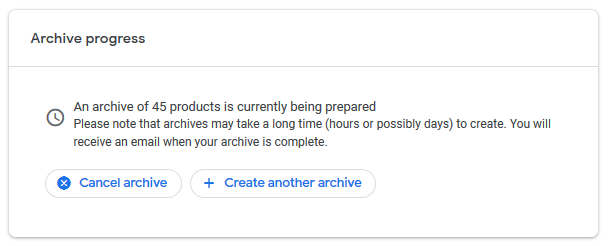 Archive progress
An archive of 45 products is currently being prepared
Please note that archives may take a long time (hours or possibly days) to create. You will
receive an email when your archive is complete.
Cancel archive
Create another archive